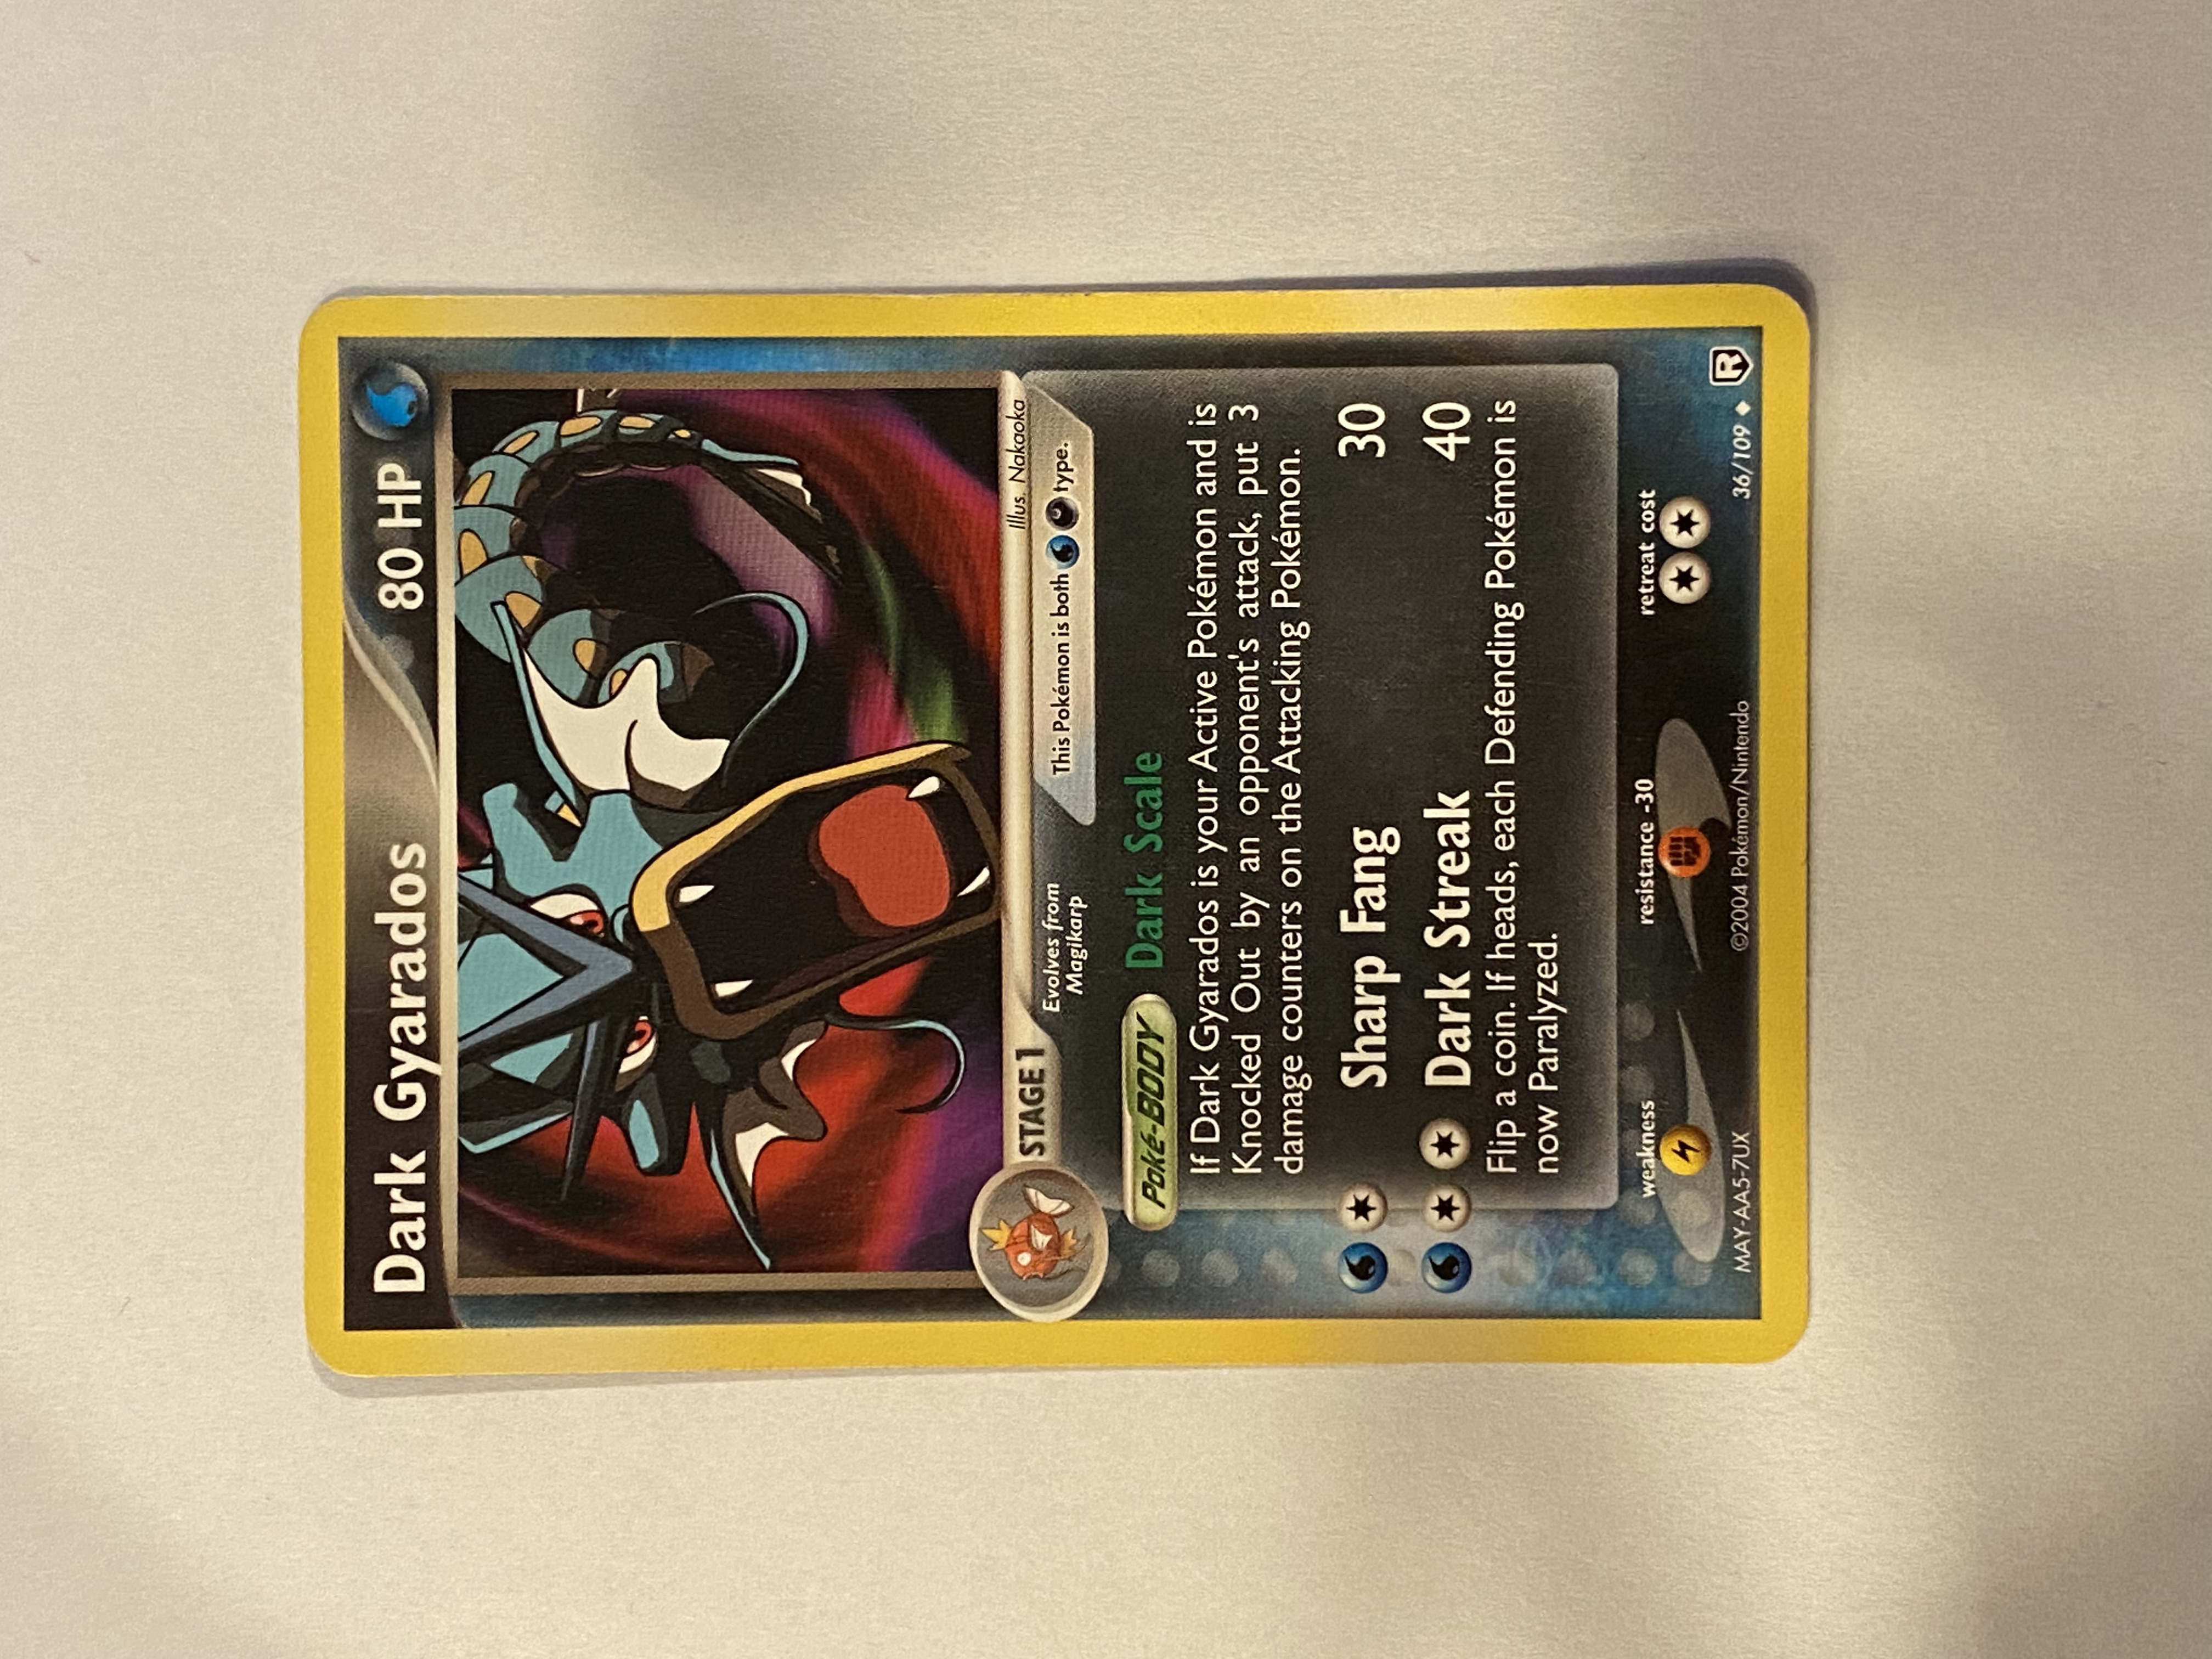 Dark Gyarados 80 HP
Illus. Nakaoka
STAGE 1
Evolves from
Magikarp
This Pokémon is both type.
Poké-BODY Dark Scale
If Dark Gyarados is your Active Pokémon and is
Knocked Out by an opponent's attack, put 3
damage counters on the Attacking Pokémon.
Sharp Fang 30
Dark Streak 40
Flip a coin. If heads, each Defending Pokémon is
now Paralyzed.
weakness resistance -30 retreat cost
MAY-AA5-7UX ©2004 Pokémon/Nintendo 36/109 ◆ R